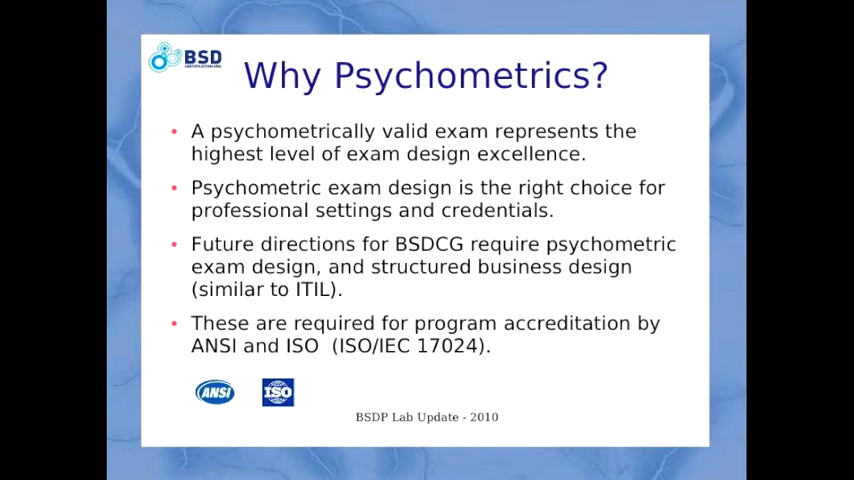 BSD
Why Psychometrics?
• A psychometrically valid exam represents the
highest level of exam design excellence.
• Psychometric exam design is the right choice for
professional settings and credentials.
• Future directions for BSDCG require psychometric
exam design, and structured business design
(similar to ITIL).
• These are required for program accreditation by
ANSI and ISO (ISO/IEC 17024).
ANSI
ISO
BSDP Lab Update - 2010